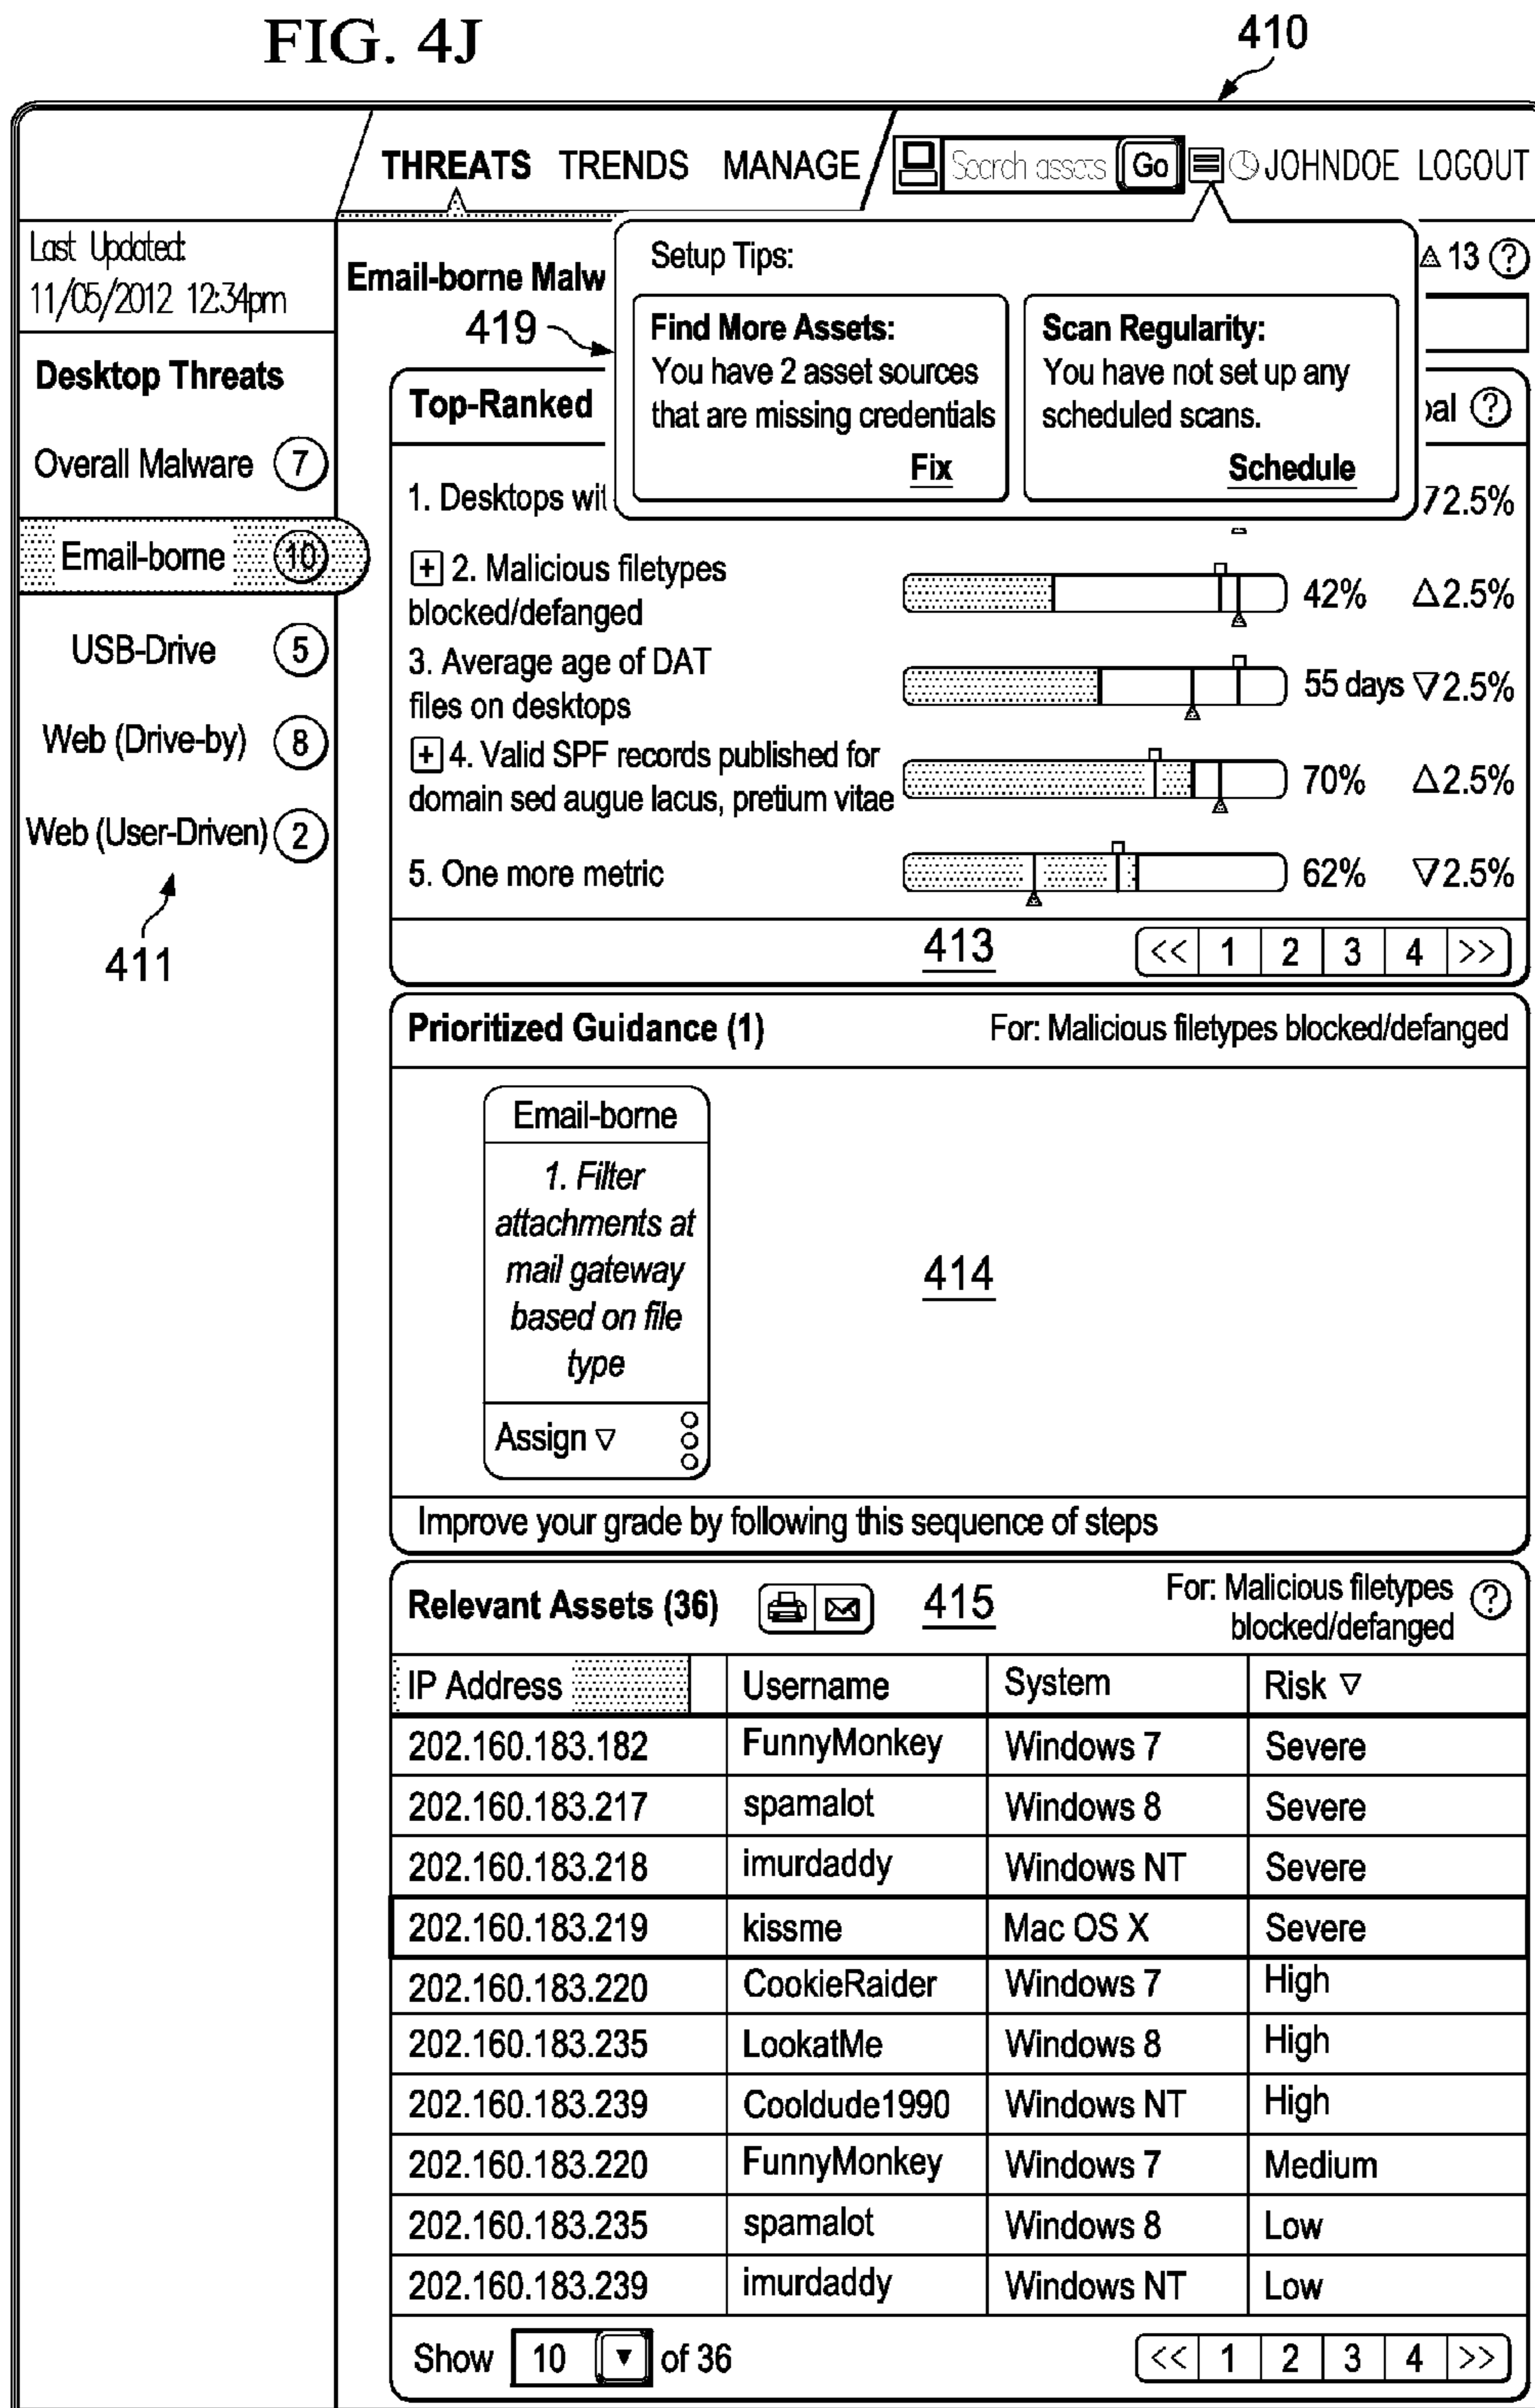 FIG. 4J
410
THREATS TRENDS MANAGE Search assets Go JOHNDOE LOGOUT
Last Updated:
11/05/2012 12:34pm
Desktop Threats
Overall Malware 7
Email-borne 10
USB-Drive 5
Web (Drive-by) 8
Web (User-Driven) 2
411
Email-borne Malw
13 ?
419
Setup Tips:
Find More Assets:
You have 2 asset sources
that are missing credentials
Fix
Scan Regularity:
You have not set up any
scheduled scans.
Schedule
Top-Ranked
al ?
1. Desktops wit
2.5%
+ 2. Malicious filetypes
blocked/defanged
42% △2.5%
3. Average age of DAT
files on desktops
55 days ▽2.5%
+ 4. Valid SPF records published for
domain sed augue lacus, pretium vitae
70% △2.5%
5. One more metric
62% ▽2.5%
413
<< 1 2 3 4 >>
Prioritized Guidance (1) For: Malicious filetypes blocked/defanged
Email-borne
1. Filter
attachments at
mail gateway
based on file
type
Assign ▽
414
Improve your grade by following this sequence of steps
Relevant Assets (36) 415 For: Malicious filetypes
blocked/defanged ?
IP Address Username System Risk ▽
202.160.183.182 FunnyMonkey Windows 7 Severe
202.160.183.217 spamalot Windows 8 Severe
202.160.183.218 imurdaddy Windows NT Severe
202.160.183.219 kissme Mac OS X Severe
202.160.183.220 CookieRaider Windows 7 High
202.160.183.235 LookatMe Windows 8 High
202.160.183.239 Cooldude1990 Windows NT High
202.160.183.220 FunnyMonkey Windows 7 Medium
202.160.183.235 spamalot Windows 8 Low
202.160.183.239 imurdaddy Windows NT Low
Show 10 ▼ of 36
<< 1 2 3 4 >>